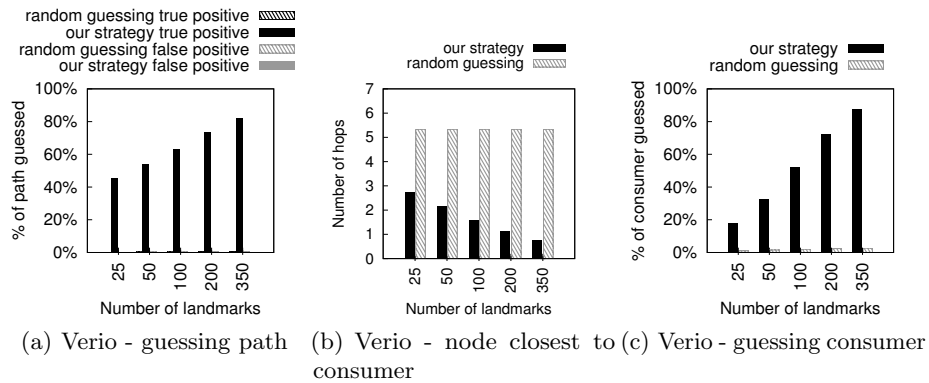 random guessing true positive
our strategy true positive
random guessing false positive
our strategy false positive
100%
80%
60%
40%
20%
0%
% of path guessed
25
50
100
200
350
Number of landmarks
(a) Verio - guessing path
our strategy
random guessing
7
6
5
4
3
2
1
0
Number of hops
25
50
100
200
350
Number of landmarks
(b) Verio - node closest to
consumer
our strategy
random guessing
100%
80%
60%
40%
20%
0%
% of consumer guessed
25
50
100
200
350
Number of landmarks
(c) Verio - guessing consumer